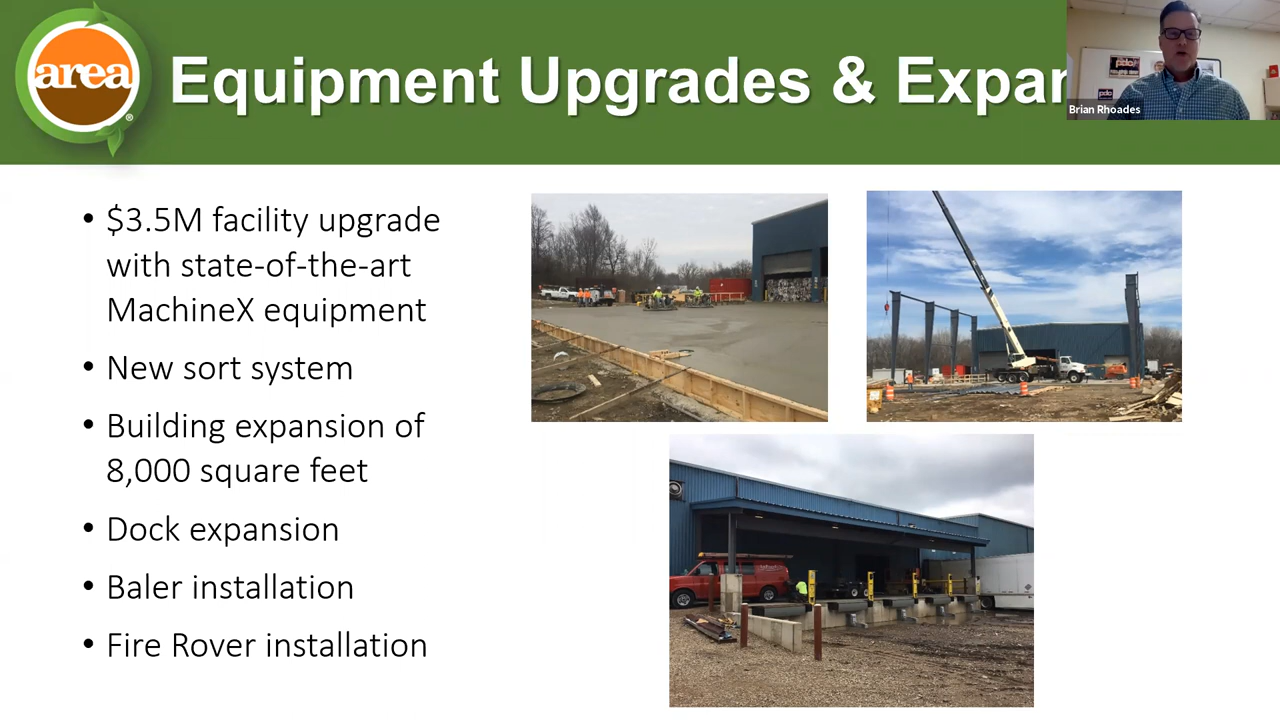 area
®
Equipment Upgrades & Expan
Brian Rhoades
• $3.5M facility upgrade
with state-of-the-art
MachineX equipment
• New sort system
• Building expansion of
8,000 square feet
• Dock expansion
• Baler installation
• Fire Rover installation